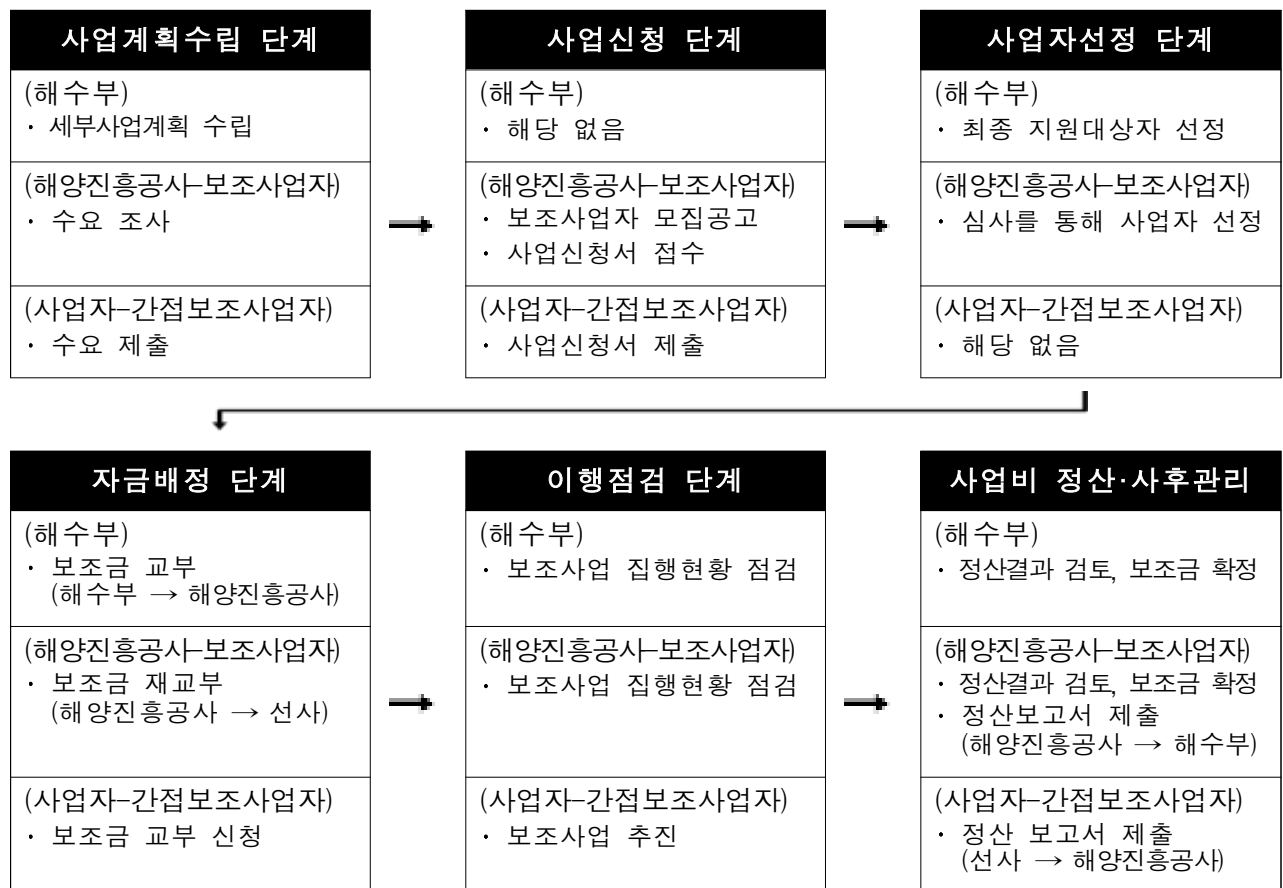 사업계획수립 단계
(해수부)
· 세부사업계획 수립
(해양진흥공사–보조사업자)
· 수요 조사
(사업자–간접보조사업자)
· 수요 제출
사업신청 단계
(해수부)
· 해당 없음
(해양진흥공사–보조사업자)
· 보조사업자 모집공고
· 사업신청서 접수
(사업자–간접보조사업자)
· 사업신청서 제출
사업자선정 단계
(해수부)
· 최종 지원대상자 선정
(해양진흥공사–보조사업자)
· 심사를 통해 사업자 선정
(사업자–간접보조사업자)
· 해당 없음
자금배정 단계
(해수부)
· 보조금 교부
(해수부 → 해양진흥공사)
(해양진흥공사–보조사업자)
· 보조금 재교부
(해양진흥공사 → 선사)
(사업자–간접보조사업자)
· 보조금 교부 신청
이행점검 단계
(해수부)
· 보조사업 집행현황 점검
(해양진흥공사–보조사업자)
· 보조사업 집행현황 점검
(사업자–간접보조사업자)
· 보조사업 추진
사업비 정산·사후관리
(해수부)
· 정산결과 검토, 보조금 확정
(해양진흥공사–보조사업자)
· 정산결과 검토, 보조금 확정
· 정산보고서 제출
(해양진흥공사 → 해수부)
(사업자–간접보조사업자)
· 정산 보고서 제출
(선사 → 해양진흥공사)